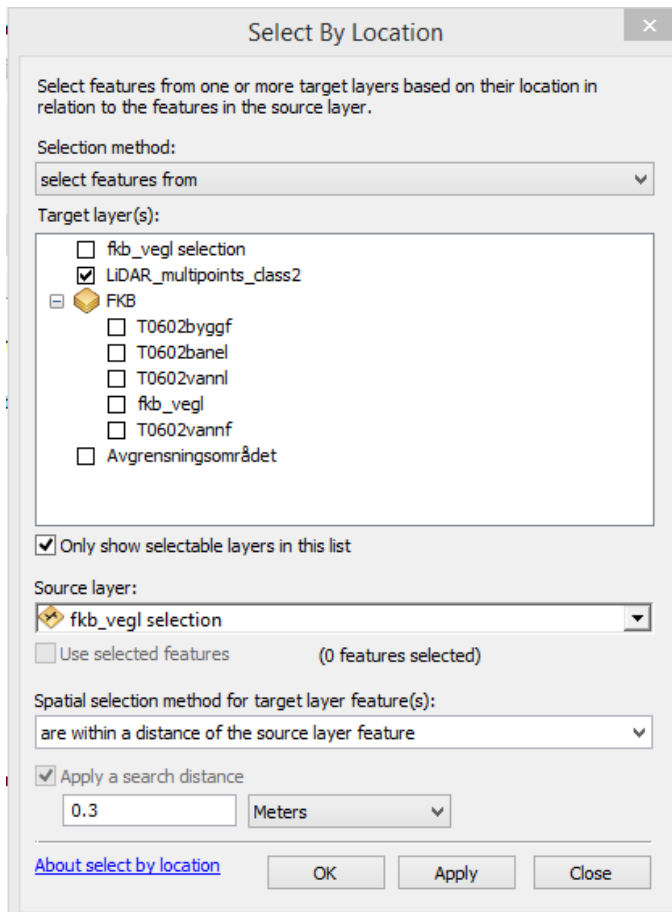 Select By Location
Select features from one or more target layers based on their location in
relation to the features in the source layer.
Selection method:
select features from
Target layer(s):
fkb_vegl selection
LiDAR_multipoints_class2
FKB
T0602byggf
T0602banel
T0602vannl
fkb_vegl
T0602vannf
Avgrensningsområdet
Only show selectable layers in this list
Source layer:
fkb_vegl selection
Use selected features (0 features selected)
Spatial selection method for target layer feature(s):
are within a distance of the source layer feature
Apply a search distance
0.3 Meters
About select by location OK Apply Close